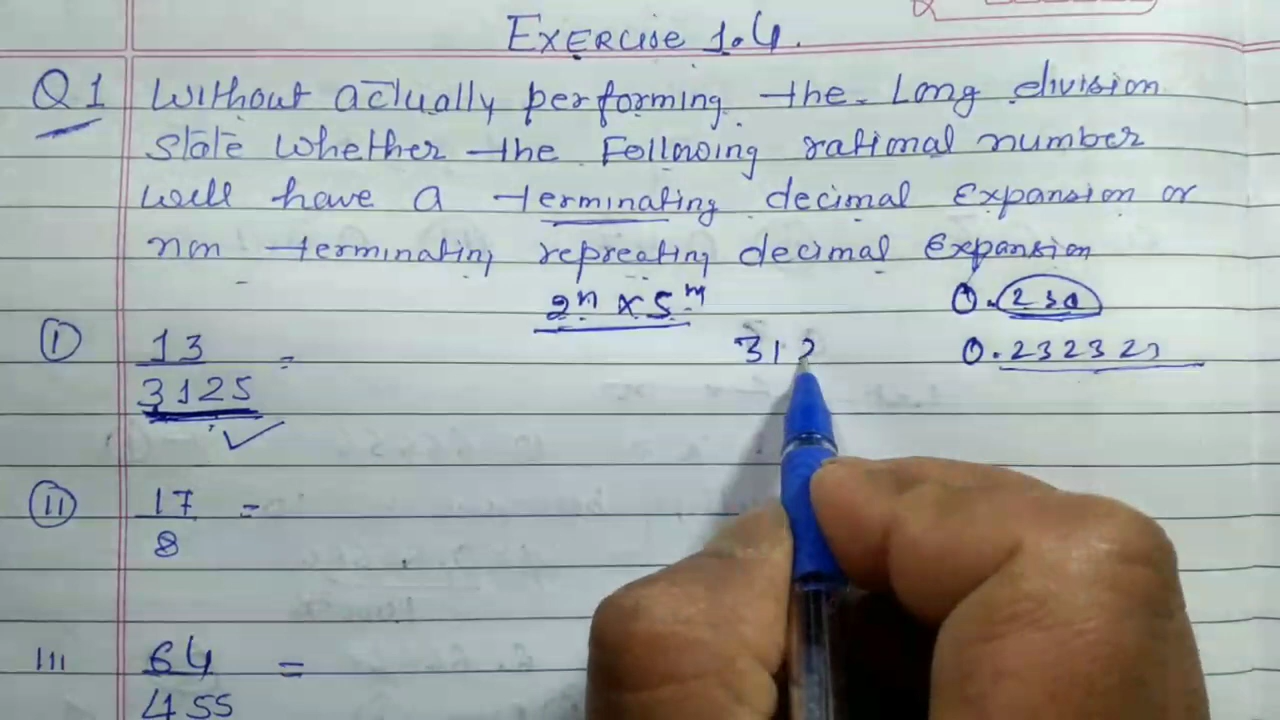 Exercise 1.4.
Q1 Without actually performing the Long division
state whether the Following rational number
will have a terminating decimal Expansion or
non terminating repreating decimal Expansion
2ⁿ × 5ᵐ
0.230
I 13/3125 =
312
0.232323
II 17/8 =
III 64/455 =